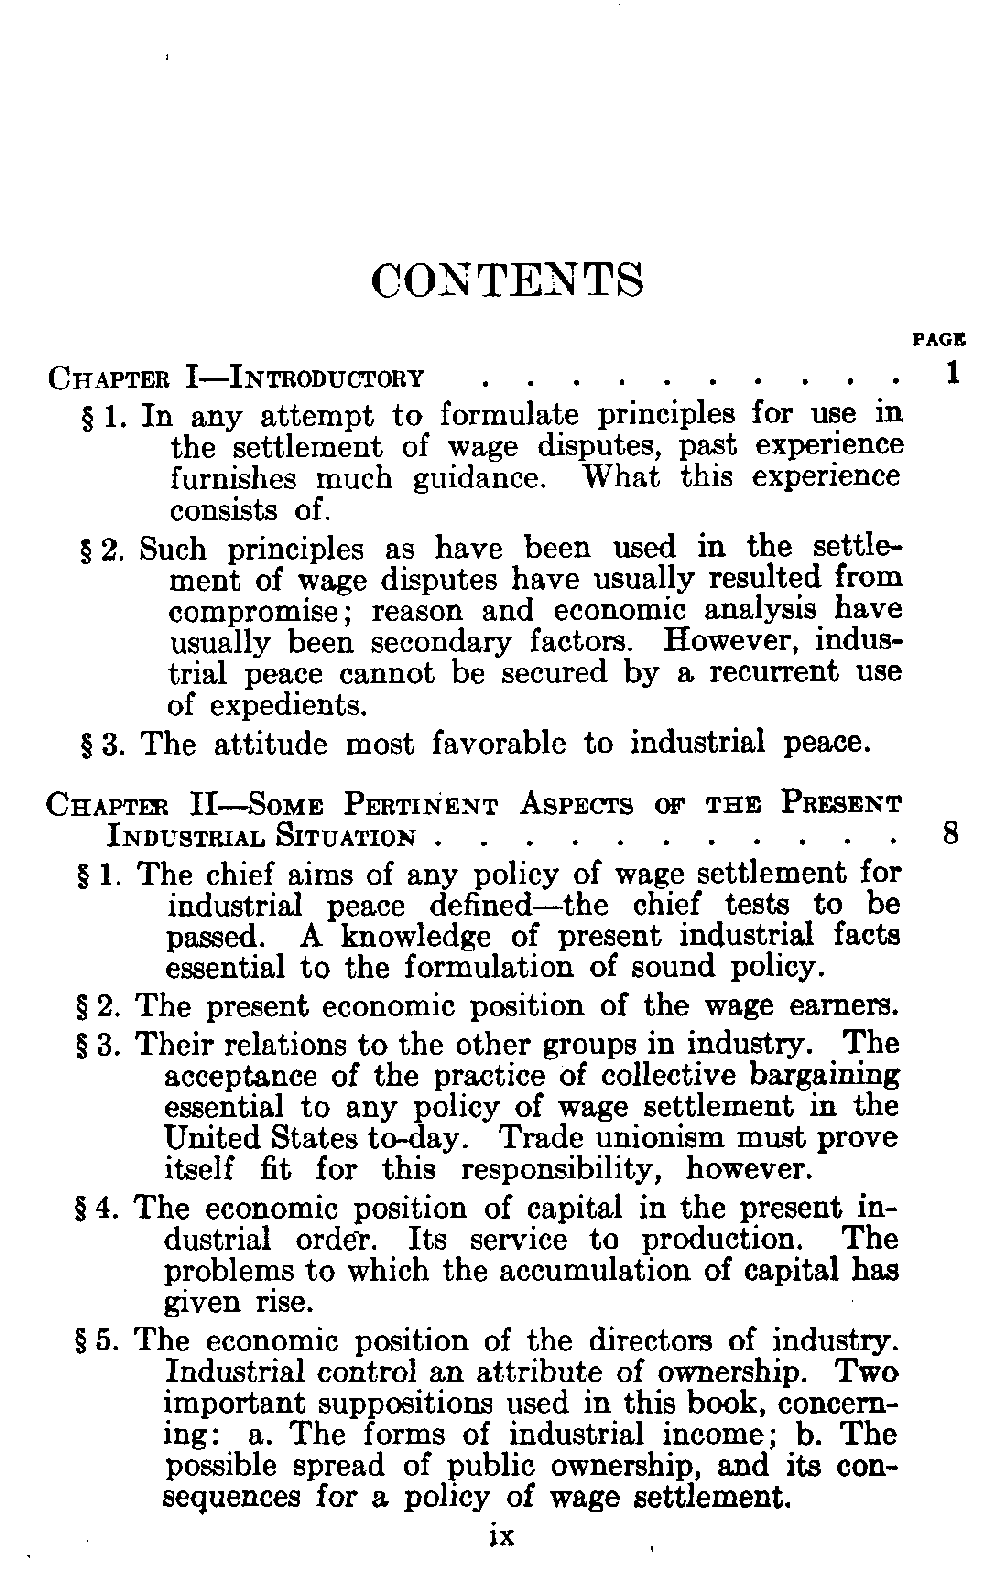 CONTENTS
PAGE
CHAPTER I—INTRODUCTORY . . . . . . . . . . 1
§ 1. In any attempt to formulate principles for use in
the settlement of wage disputes, past experience
furnishes much guidance. What this experience
consists of.
§ 2. Such principles as have been used in the settle-
ment of wage disputes have usually resulted from
compromise; reason and economic analysis have
usually been secondary factors. However, indus-
trial peace cannot be secured by a recurrent use
of expedients.
§ 3. The attitude most favorable to industrial peace.
CHAPTER II—SOME PERTINENT ASPECTS OF THE PRESENT
INDUSTRIAL SITUATION . . . . . . . . . . . 8
§ 1. The chief aims of any policy of wage settlement for
industrial peace defined—the chief tests to be
passed. A knowledge of present industrial facts
essential to the formulation of sound policy.
§ 2. The present economic position of the wage earners.
§ 3. Their relations to the other groups in industry. The
acceptance of the practice of collective bargaining
essential to any policy of wage settlement in the
United States to-day. Trade unionism must prove
itself fit for this responsibility, however.
§ 4. The economic position of capital in the present in-
dustrial order. Its service to production. The
problems to which the accumulation of capital has
given rise.
§ 5. The economic position of the directors of industry.
Industrial control an attribute of ownership. Two
important suppositions used in this book, concern-
ing: a. The forms of industrial income; b. The
possible spread of public ownership, and its con-
sequences for a policy of wage settlement.
ix